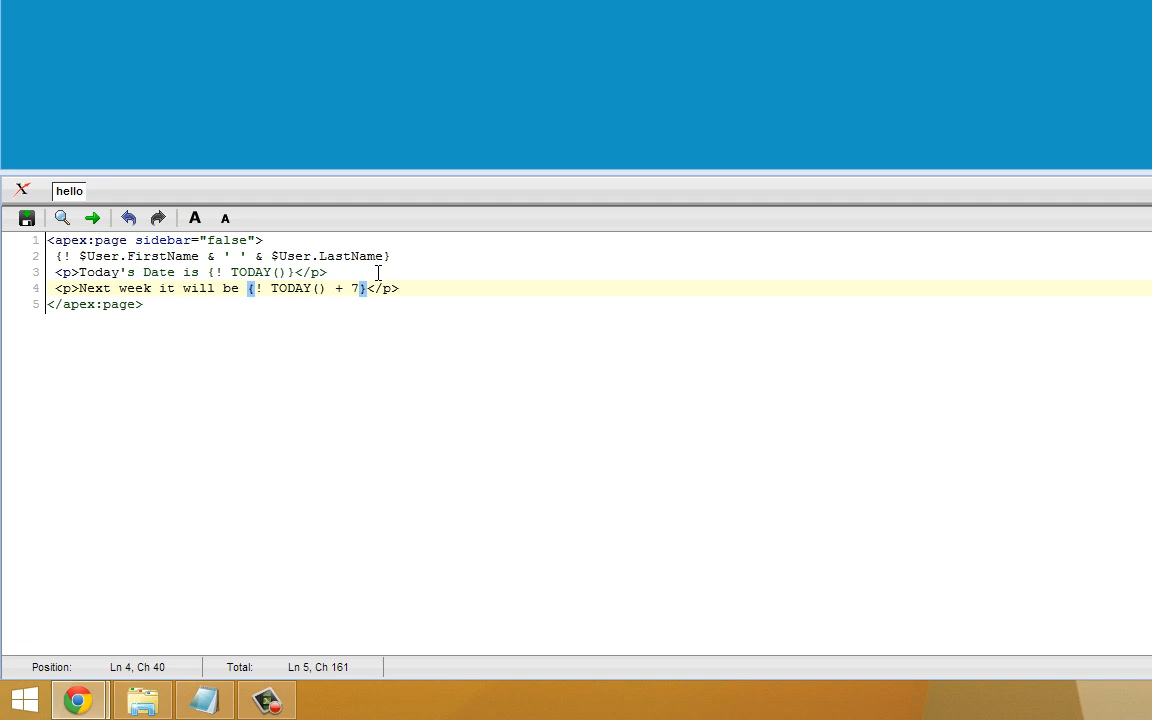 hello
A A
1 <apex:page sidebar="false">
2 {! $User.FirstName & ' ' & $User.LastName}
3 <p>Today's Date is {! TODAY()}</p>
4 <p>Next week it will be {! TODAY() + 7}</p>
5 </apex:page>
Position: Ln 4, Ch 40 Total: Ln 5, Ch 161